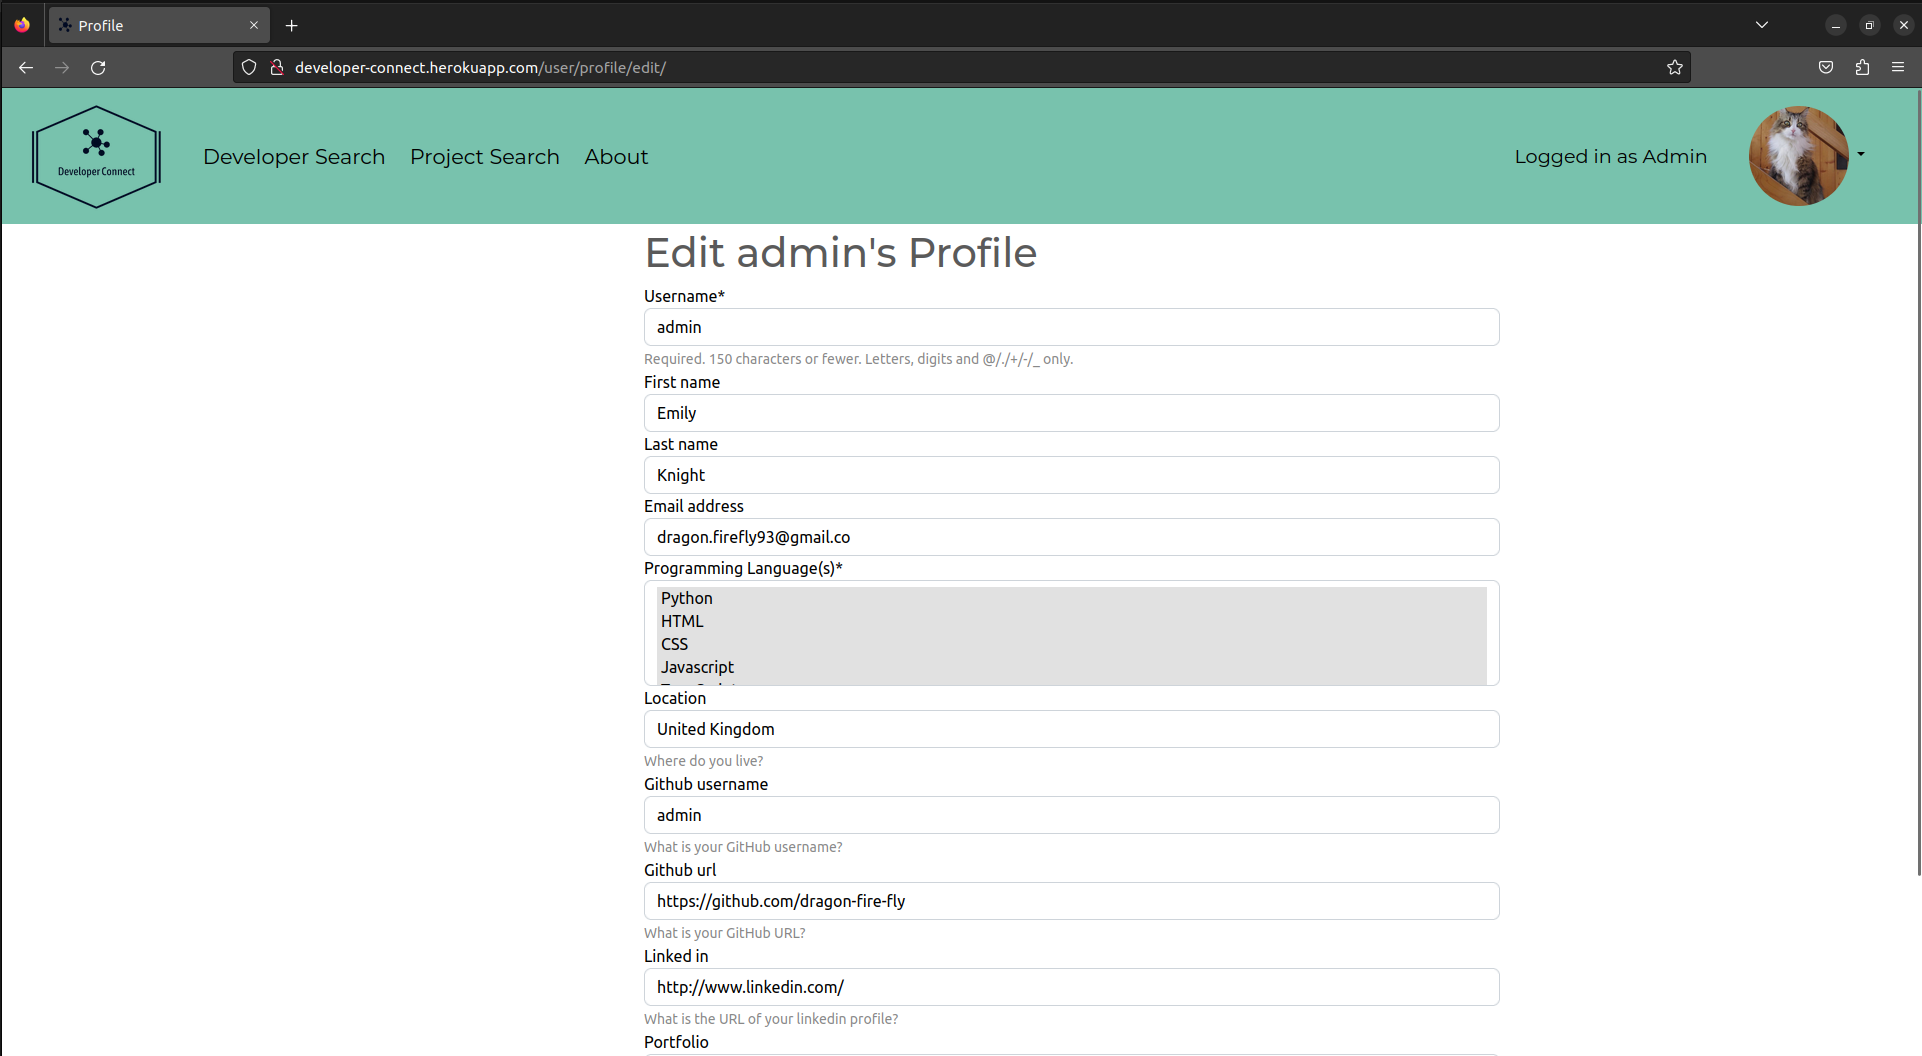 Profile
developer-connect.herokuapp.com/user/profile/edit/
Developer Connect
Developer Search
Project Search
About
Logged in as Admin
Edit admin's Profile
Username*
admin
Required. 150 characters or fewer. Letters, digits and @/./+/-/_ only.
First name
Emily
Last name
Knight
Email address
dragon.firefly93@gmail.co
Programming Language(s)*
Python
HTML
CSS
Javascript
Location
United Kingdom
Where do you live?
Github username
admin
What is your GitHub username?
Github url
https://github.com/dragon-fire-fly
What is your GitHub URL?
Linked in
http://www.linkedin.com/
What is the URL of your linkedin profile?
Portfolio